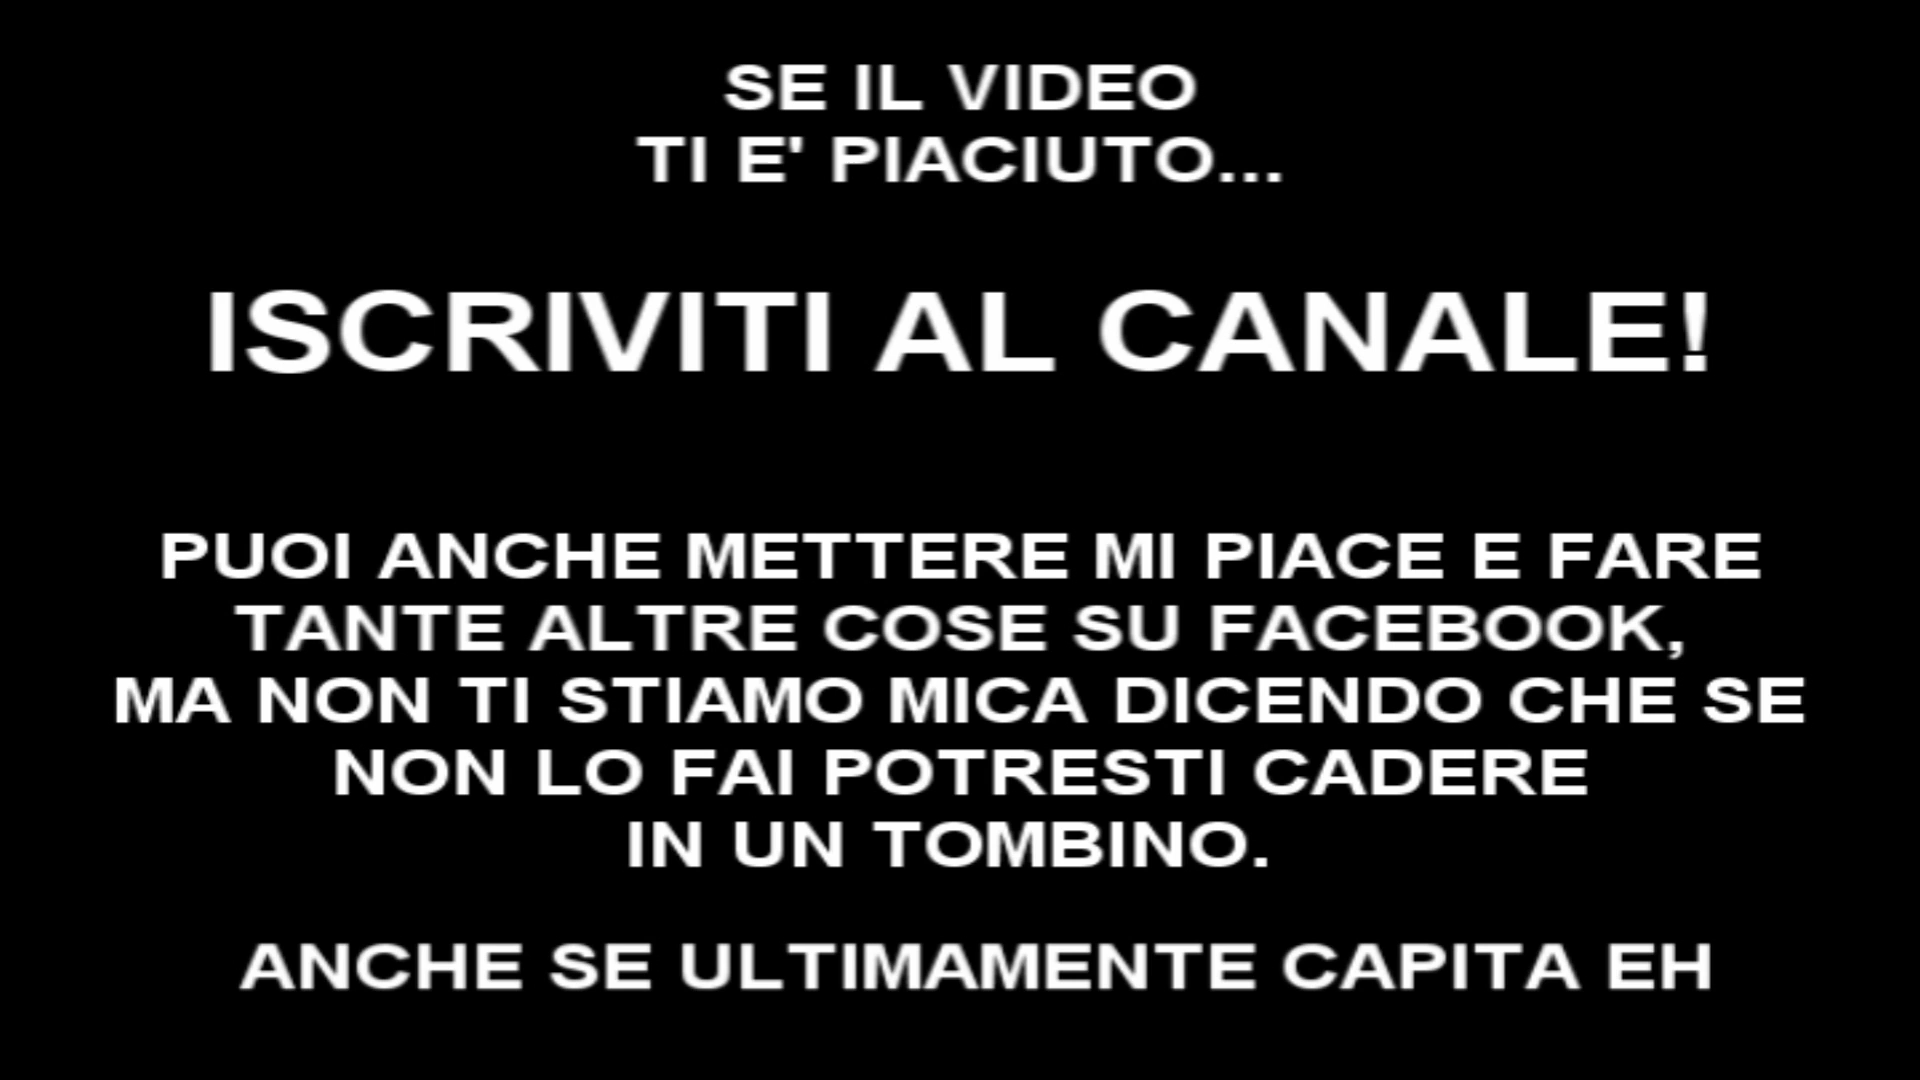 SE IL VIDEO
TI E' PIACIUTO...
ISCRIVITI AL CANALE!
PUOI ANCHE METTERE MI PIACE E FARE
TANTE ALTRE COSE SU FACEBOOK,
MA NON TI STIAMO MICA DICENDO CHE SE
NON LO FAI POTRESTI CADERE
IN UN TOMBINO.
ANCHE SE ULTIMAMENTE CAPITA EH